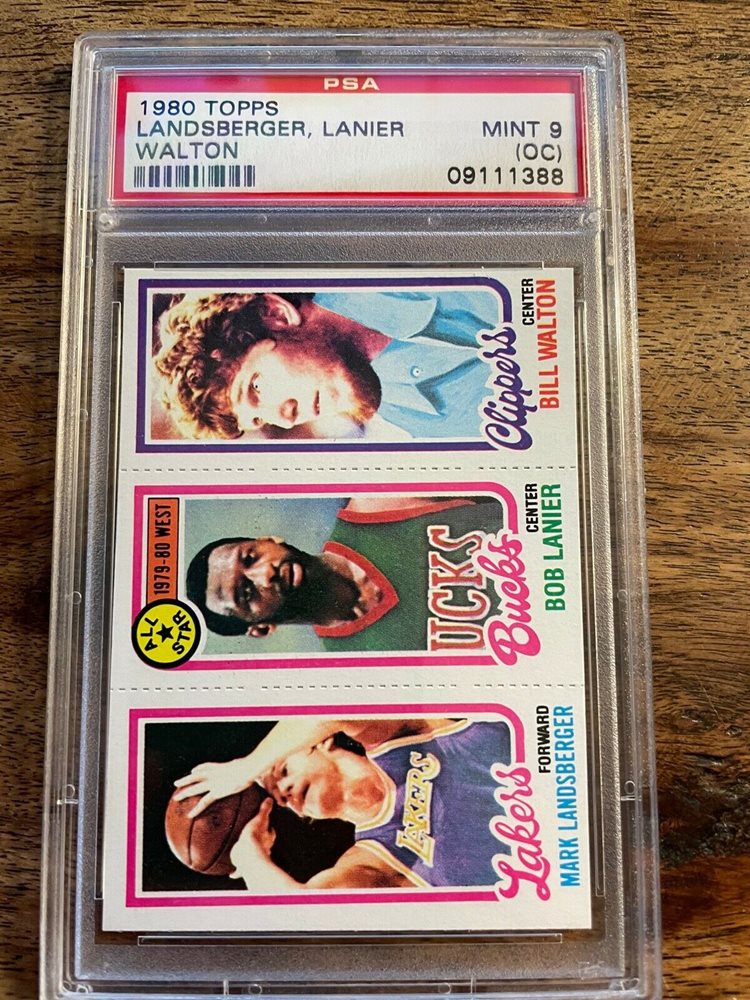 PSA
1980 TOPPS
LANDSBERGER, LANIER
WALTON
MINT 9
(OC)
09111388
Clippers
CENTER
BILL WALTON
1979-80 WEST
ALL
STAR
UCKS
Bucks
CENTER
BOB LANIER
LAKERS
Lakers
FORWARD
MARK LANDSBERGER